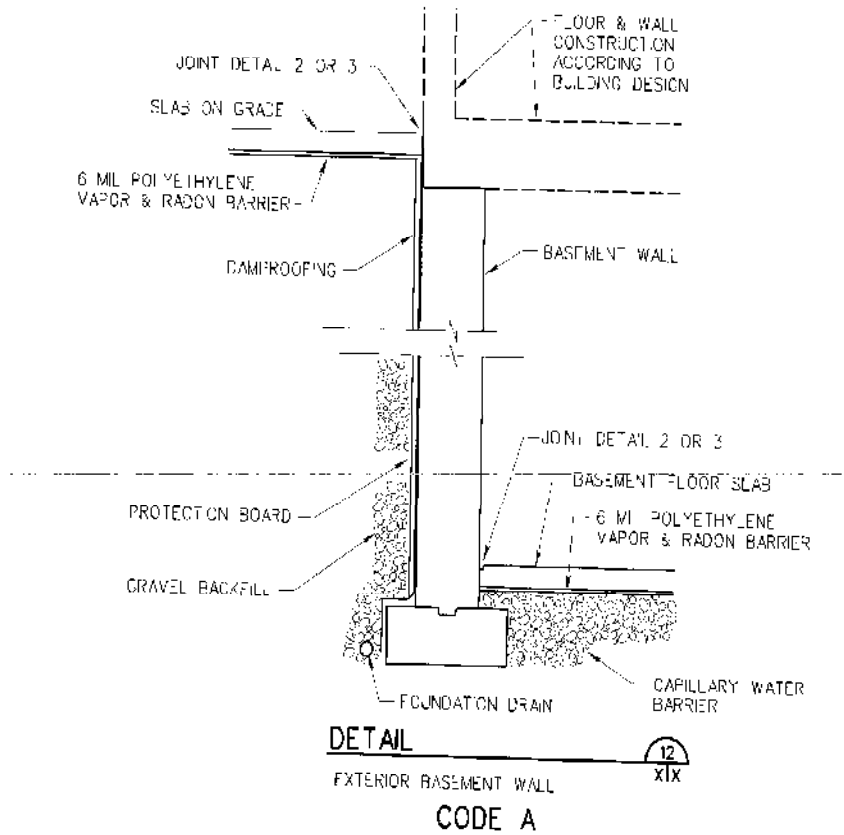 FLOOR & WALL
CONSTRUCTION
ACCORDING TO
BUILDING DESIGN
JOINT DETAIL 2 OR 3
SLAB ON GRADE
6 MIL POLYETHYLENE
VAPOR & RADON BARRIER
DAMPROOFING
BASEMENT WALL
JOINT DETAIL 2 OR 3
BASEMENT FLOOR SLAB
6 MIL POLYETHYLENE
VAPOR & RADON BARRIER
PROTECTION BOARD
GRAVEL BACKFILL
CAPILLARY WATER
BARRIER
FOUNDATION DRAIN
DETAIL
12
X|X
EXTERIOR BASEMENT WALL
CODE A